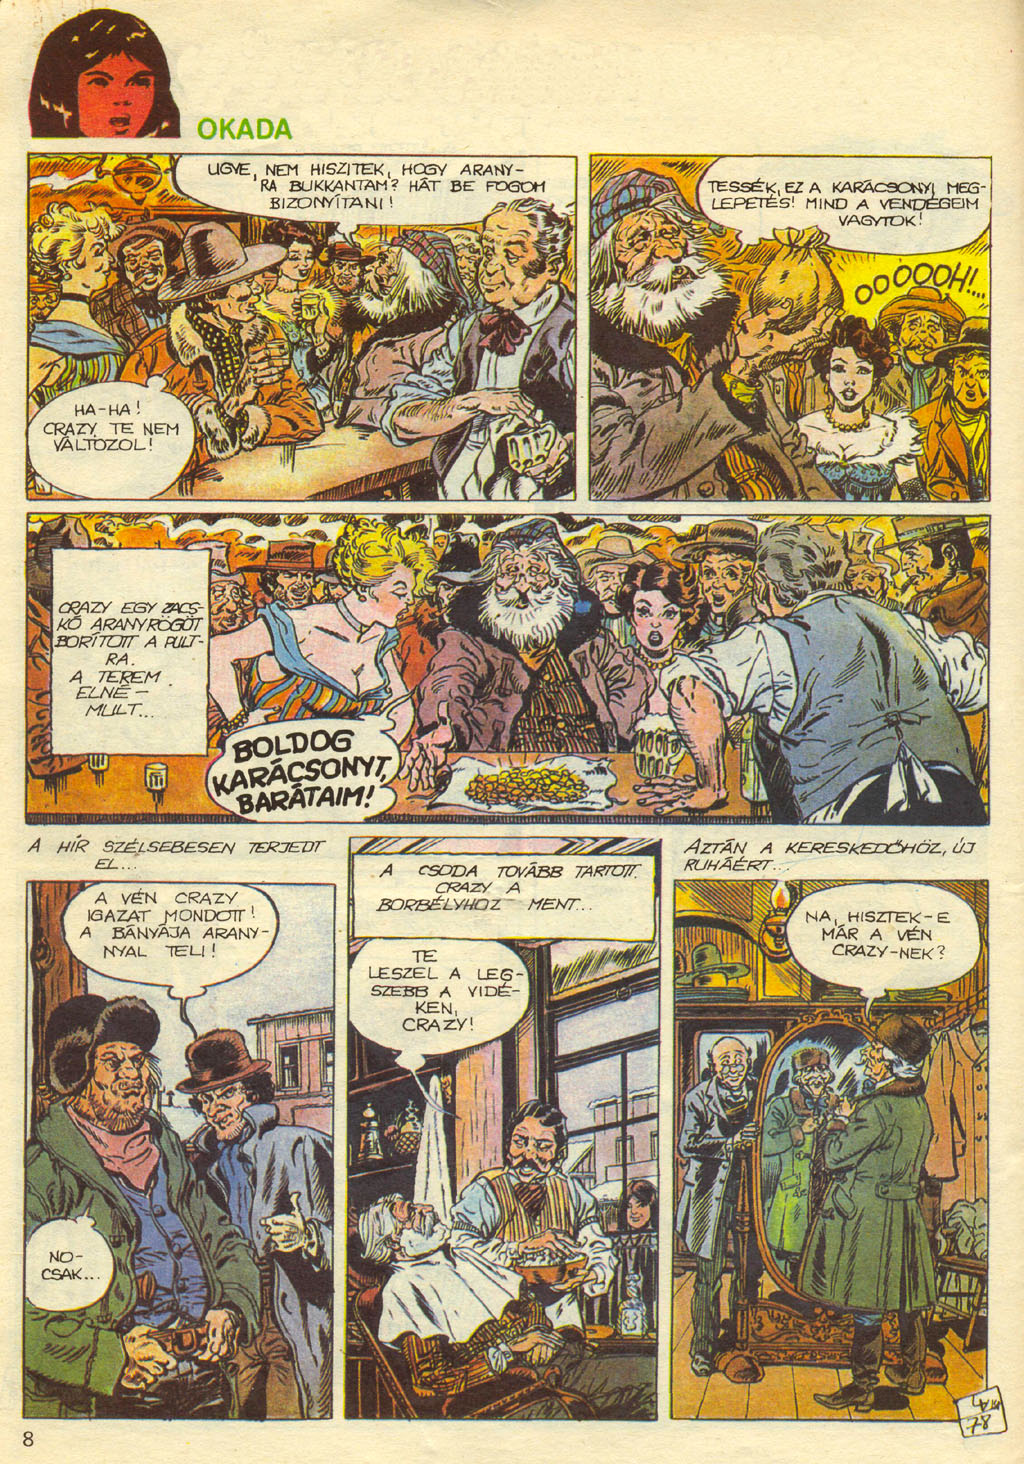 OKADA
UGYE, NEM HISZITEK, HOGY ARANY-
RA BUKKANTAM? HÁT BE FOGOM
BIZONYÍTANI!
HA-HA!
CRAZY, TE NEM
VÁLTOZOL!
TESSÉK, EZ A KARÁCSONYI MEG-
LEPETÉS! MIND A VENDÉGEIM
VAGYTOK!
OOOOOH!...
CRAZY EGY ZACS-
KÓ ARANYRÖGÖT
BORÍTOTT A PULT-
RA.
A TEREM
ELNÉ-
MULT...
BOLDOG
KARÁCSONYT,
BARÁTAIM!
A HÍR SZÉLSEBESEN TERJEDT
EL...
A VÉN CRAZY
IGAZAT MONDOTT!
A BÁNYÁJA ARANY-
NYAL TELI!
NO-
CSAK...
A CSODA TOVÁBB TARTOTT.
CRAZY A
BORBÉLYHOZ MENT...
TE
LESZEL A LEG-
SZEBB A VIDÉ-
KEN,
CRAZY!
AZTÁN A KERESKEDŐHÖZ, ÚJ
RUHÁÉRT...
NA, HISZTEK-E
MÁR A VÉN
CRAZY-NEK?
78
8